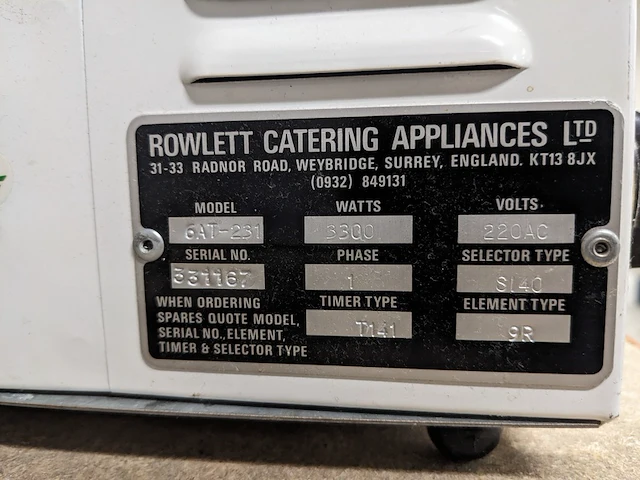 ROWLETT CATERING APPLIANCES LTD
31-33 RADNOR ROAD, WEYBRIDGE, SURREY, ENGLAND. KT13 8JX
(0932) 849131
MODEL WATTS VOLTS
6AT-231 3300 220AC
SERIAL NO. PHASE SELECTOR TYPE
331167 1 S140
WHEN ORDERING TIMER TYPE ELEMENT TYPE
SPARES QUOTE MODEL, T141 9R
SERIAL NO., ELEMENT,
TIMER & SELECTOR TYPE